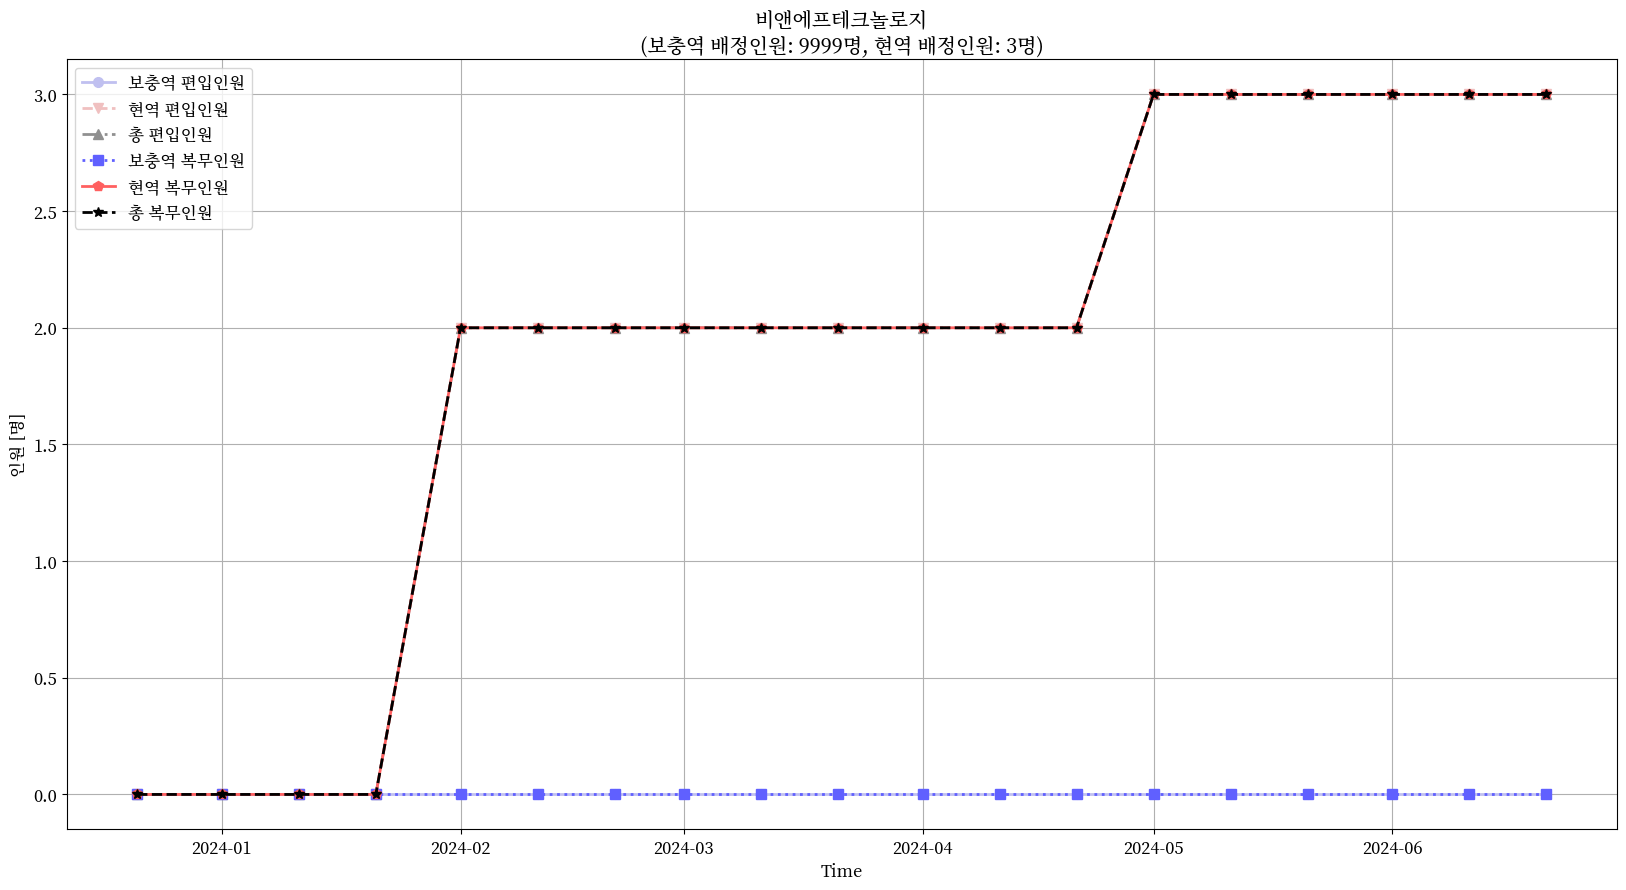 비앤에프테크놀로지
(보충역 배정인원: 9999명, 현역 배정인원: 3명)
보충역 편입인원
현역 편입인원
총 편입인원
보충역 복무인원
현역 복무인원
총 복무인원
인원 [명]
3.0
2.5
2.0
1.5
1.0
0.5
0.0
2024-01 2024-02 2024-03 2024-04 2024-05 2024-06
Time